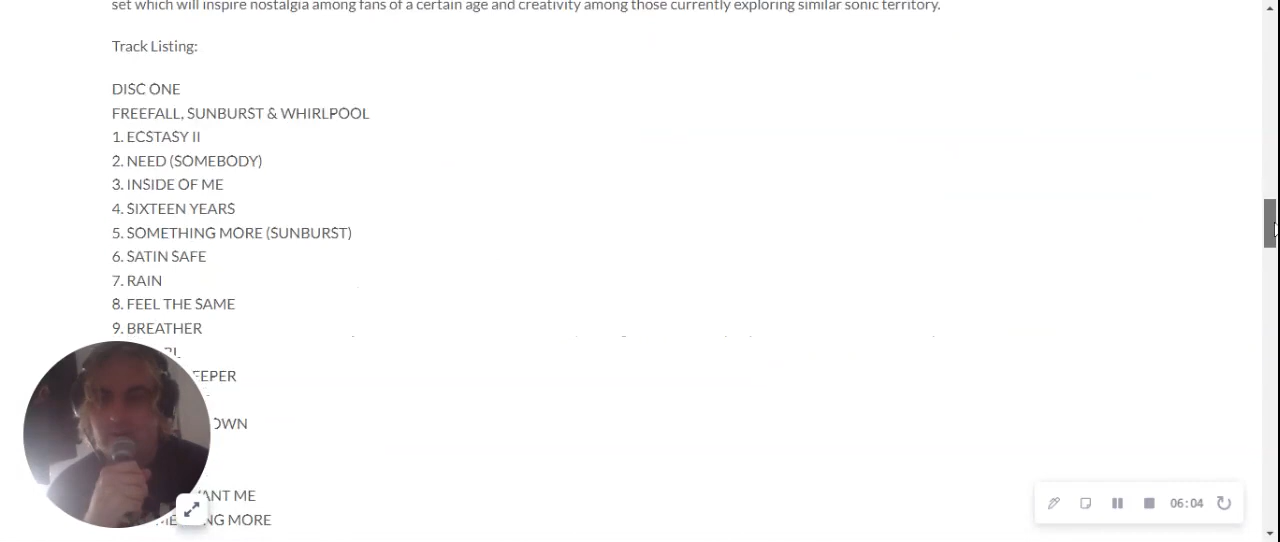 set which will inspire nostalgia among fans of a certain age and creativity among those currently exploring similar sonic territory.
Track Listing:
DISC ONE
FREEFALL, SUNBURST & WHIRLPOOL
1. ECSTASY II
2. NEED (SOMEBODY)
3. INSIDE OF ME
4. SIXTEEN YEARS
5. SOMETHING MORE (SUNBURST)
6. SATIN SAFE
7. RAIN
8. FEEL THE SAME
9. BREATHER
ME
MORE
06:04